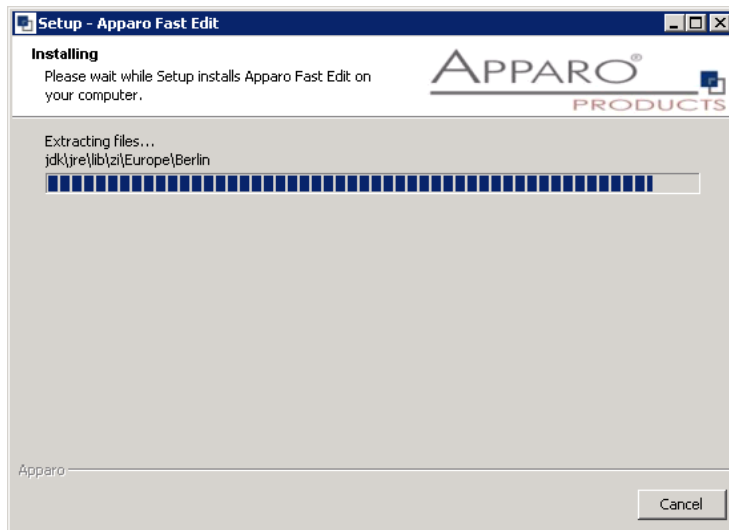 Setup - Apparo Fast Edit
Installing
Please wait while Setup installs Apparo Fast Edit on
your computer.
APPARO®
PRODUCTS
Extracting files...
jdk\jre\lib\zi\Europe\Berlin
Apparo
Cancel